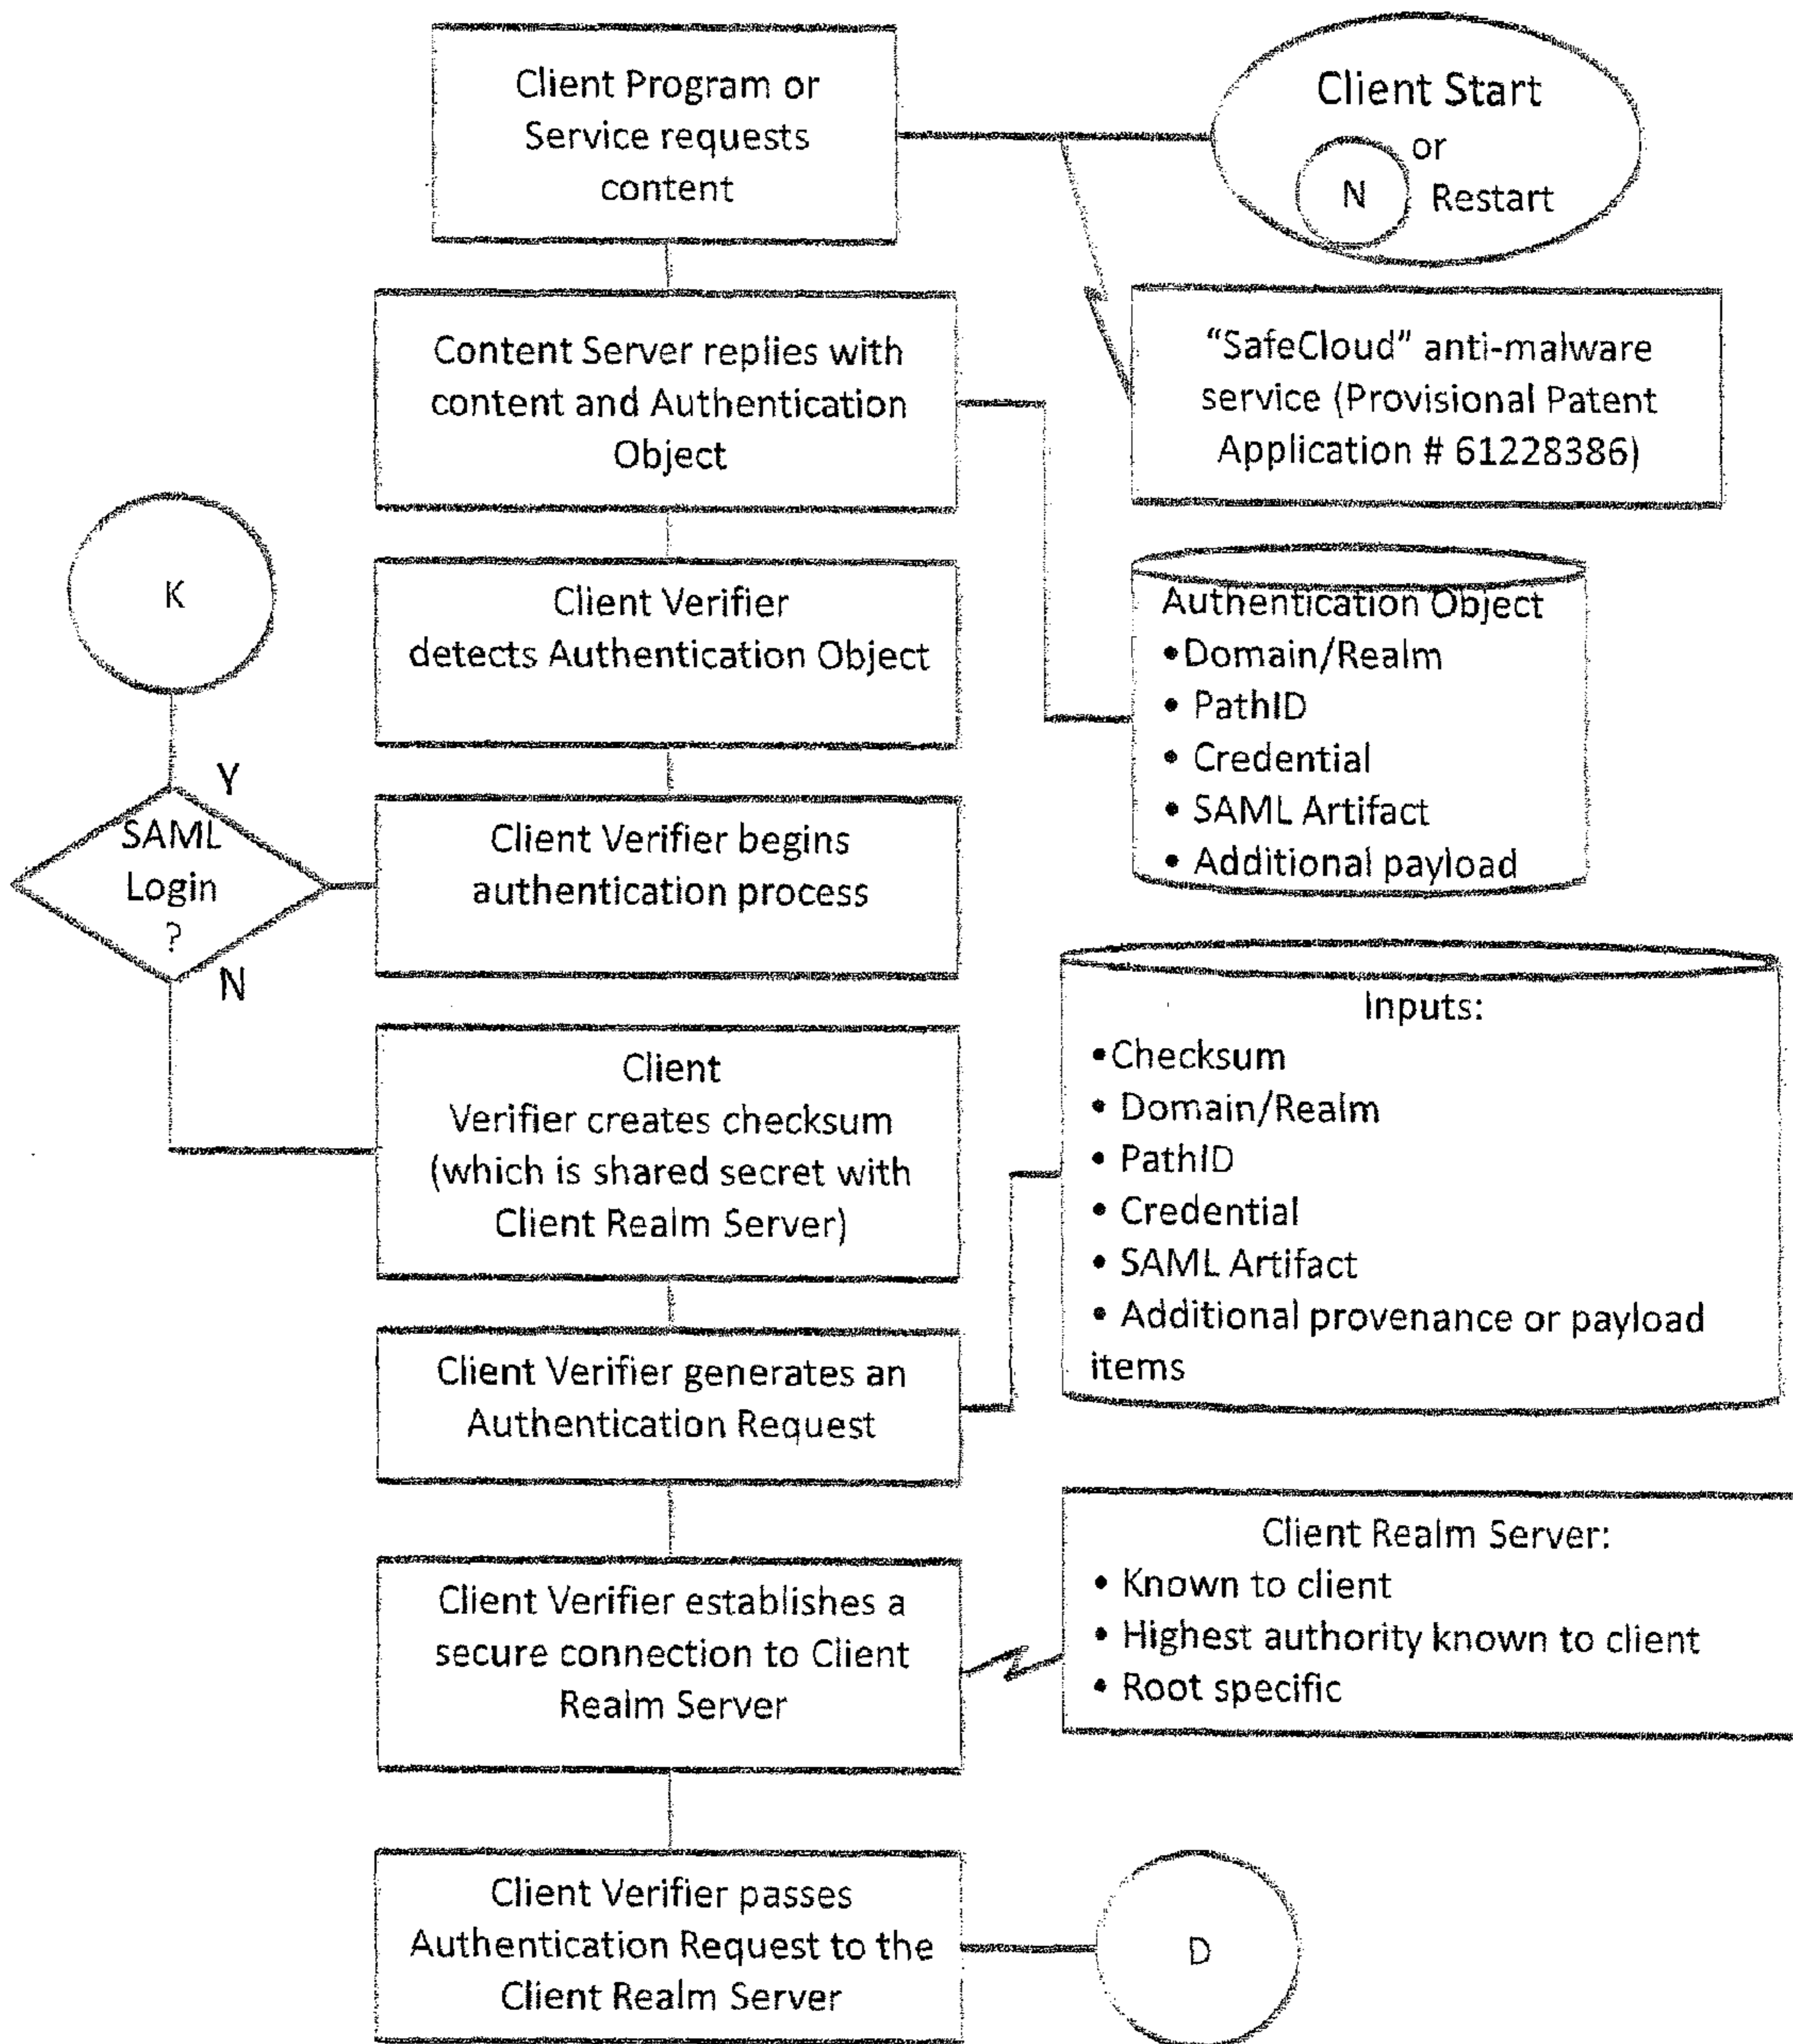 Client Program or
Service requests
content
Client Start
or
N Restart
Content Server replies with
content and Authentication
Object
“SafeCloud” anti-malware
service (Provisional Patent
Application # 61228386)
K
Client Verifier
detects Authentication Object
Authentication Object
•Domain/Realm
• PathID
• Credential
• SAML Artifact
• Additional payload
Y
SAML
Login
?
N
Client Verifier begins
authentication process
Client
Verifier creates checksum
(which is shared secret with
Client Realm Server)
Inputs:
•Checksum
• Domain/Realm
• PathID
• Credential
• SAML Artifact
• Additional provenance or payload
items
Client Verifier generates an
Authentication Request
Client Verifier establishes a
secure connection to Client
Realm Server
Client Realm Server:
• Known to client
• Highest authority known to client
• Root specific
Client Verifier passes
Authentication Request to the
Client Realm Server
D